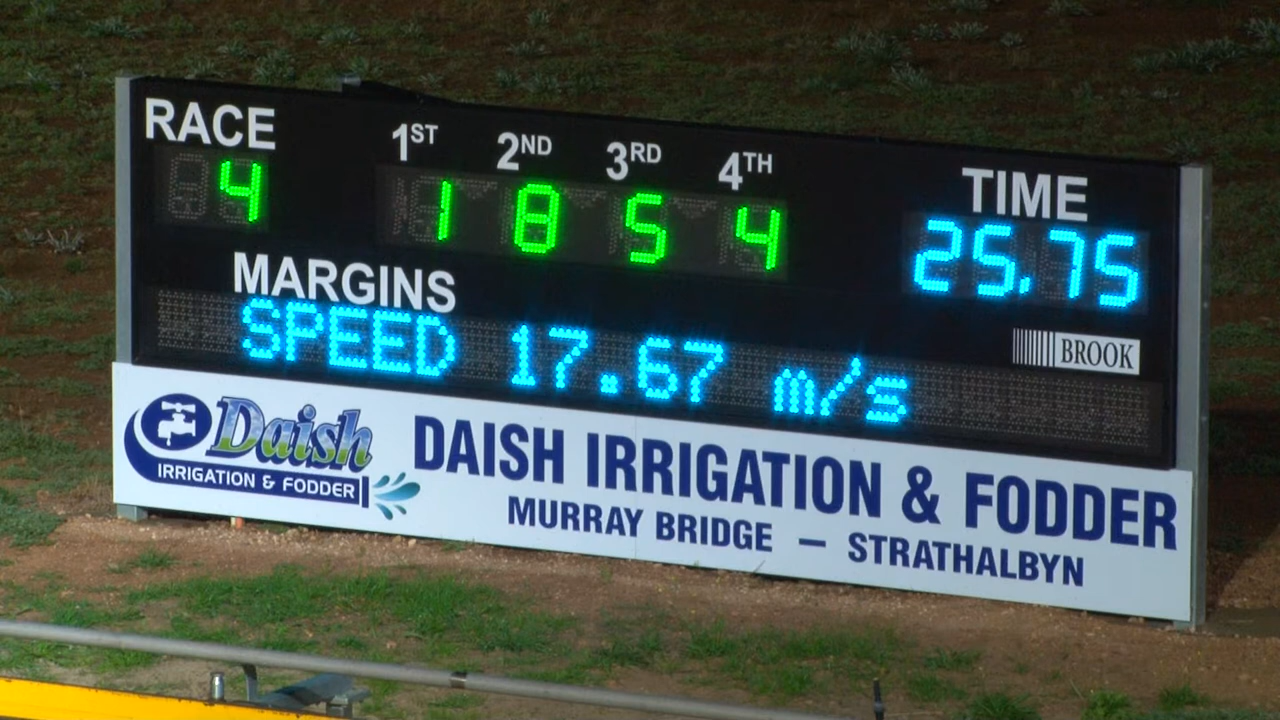 RACE 1ST 2ND 3RD 4TH TIME
4 1 8 5 4 25.75
MARGINS
SPEED 17.67 m/s
BROOK
Daish
IRRIGATION & FODDER
DAISH IRRIGATION & FODDER
MURRAY BRIDGE – STRATHALBYN